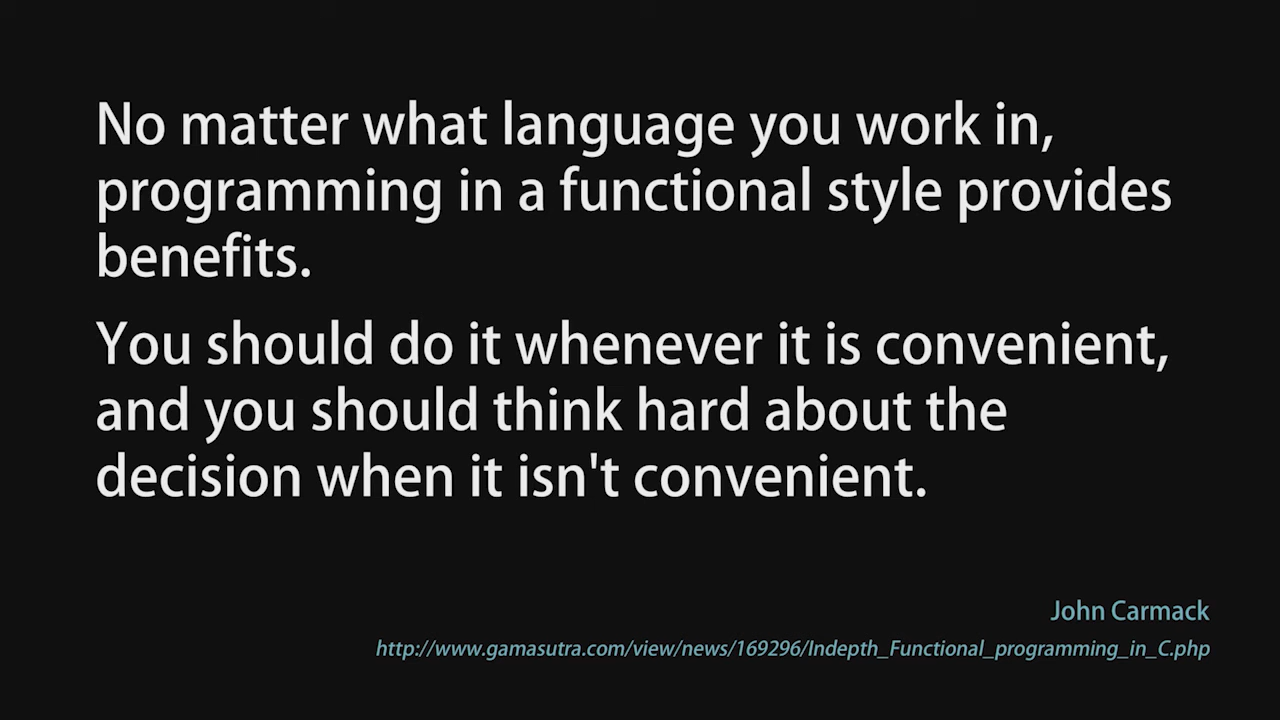 No matter what language you work in,
programming in a functional style provides
benefits.
You should do it whenever it is convenient,
and you should think hard about the
decision when it isn't convenient.
John Carmack
http://www.gamasutra.com/view/news/169296/Indepth_Functional_programming_in_C.php